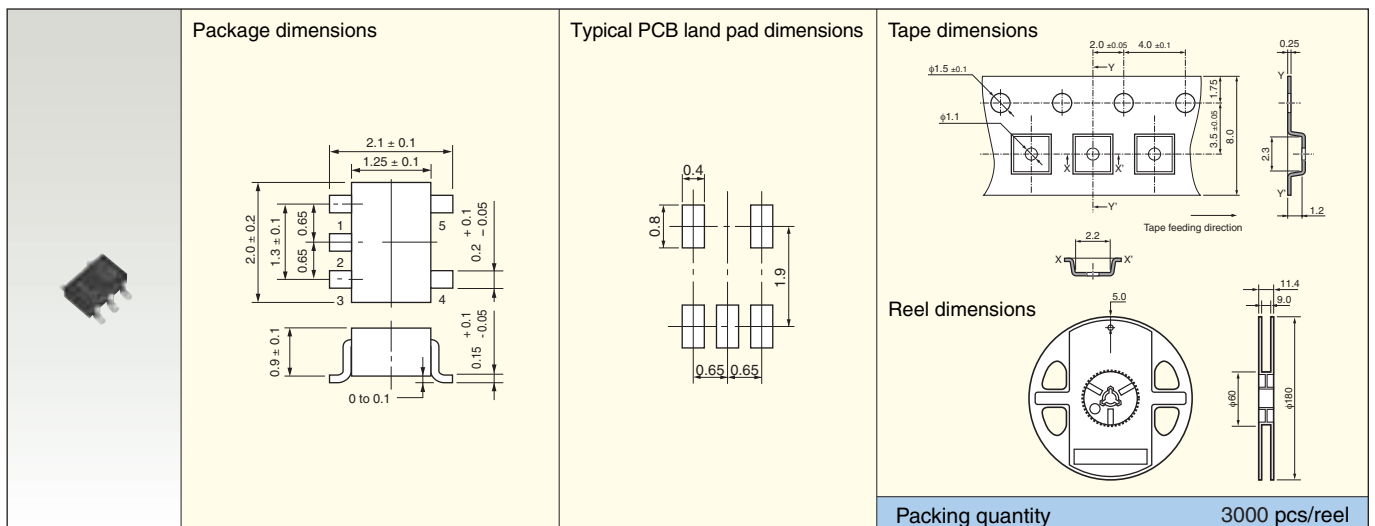 Package dimensions
2.1 ± 0.1
1.25 ± 0.1
2.0 ± 0.2
1.3 ± 0.1
0.65
0.65
1
2
3
5
4
0.2 + 0.1 - 0.05
0.9 ± 0.1
0.15 + 0.1 - 0.05
0 to 0.1
Typical PCB land pad dimensions
0.4
0.8
1.9
0.65 0.65
Tape dimensions
2.0 ±0.05
4.0 ±0.1
φ1.5 ±0.1
φ1.1
Y
1.75
3.5 ±0.05
8.0
X
X'
Y'
Tape feeding direction
0.25
Y
2.3
Y'
1.2
2.2
X
X'
Reel dimensions
5.0
11.4
9.0
φ60
φ180
Packing quantity 3000 pcs/reel